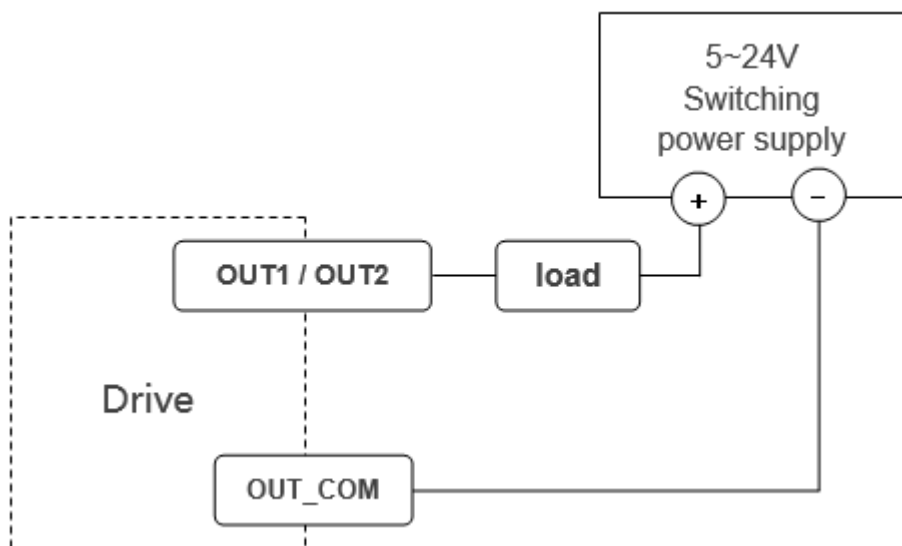 5~24V
Switching
power supply
+
−
OUT1 / OUT2
load
Drive
OUT_COM